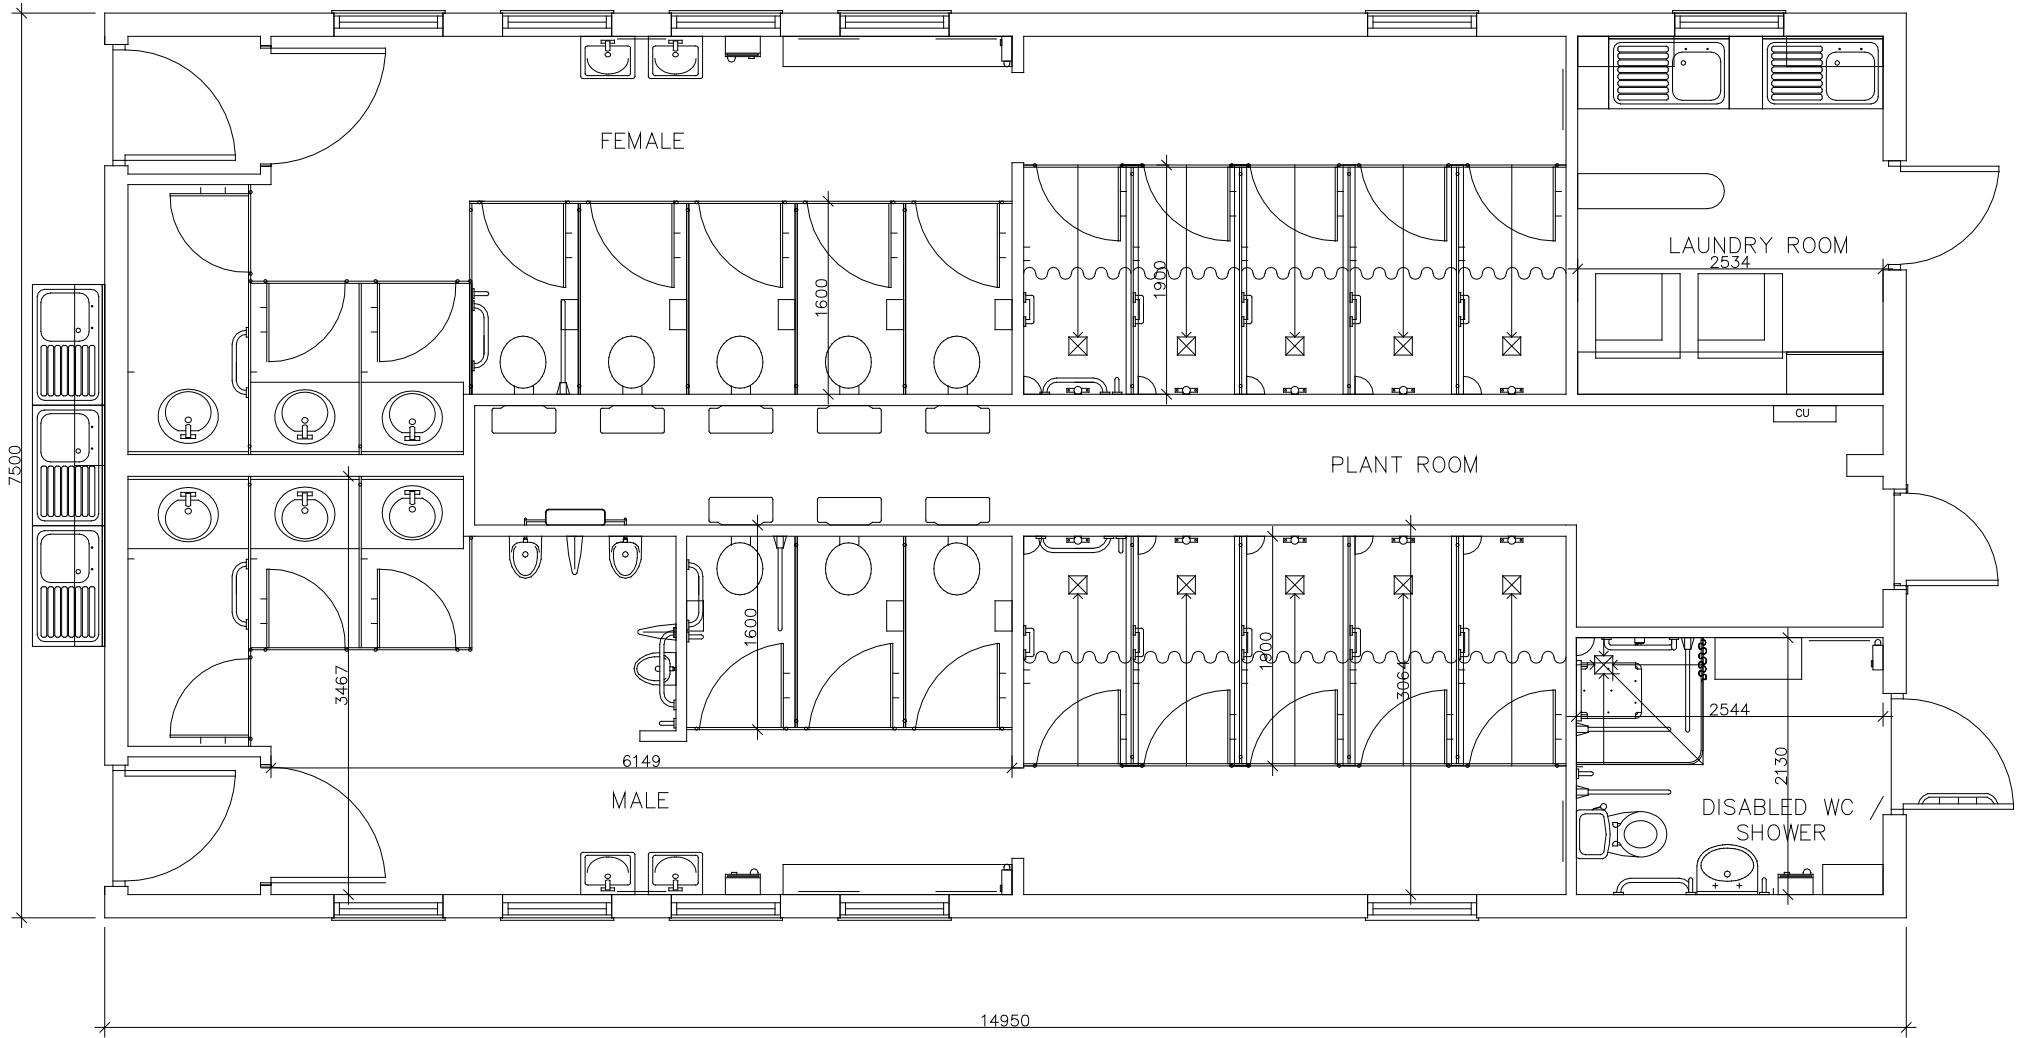 FEMALE
LAUNDRY ROOM
2534
1900
1600
CU
PLANT ROOM
7500
1600
1900
3064
3467
2544
6149
2130
MALE
DISABLED WC /
SHOWER
14950